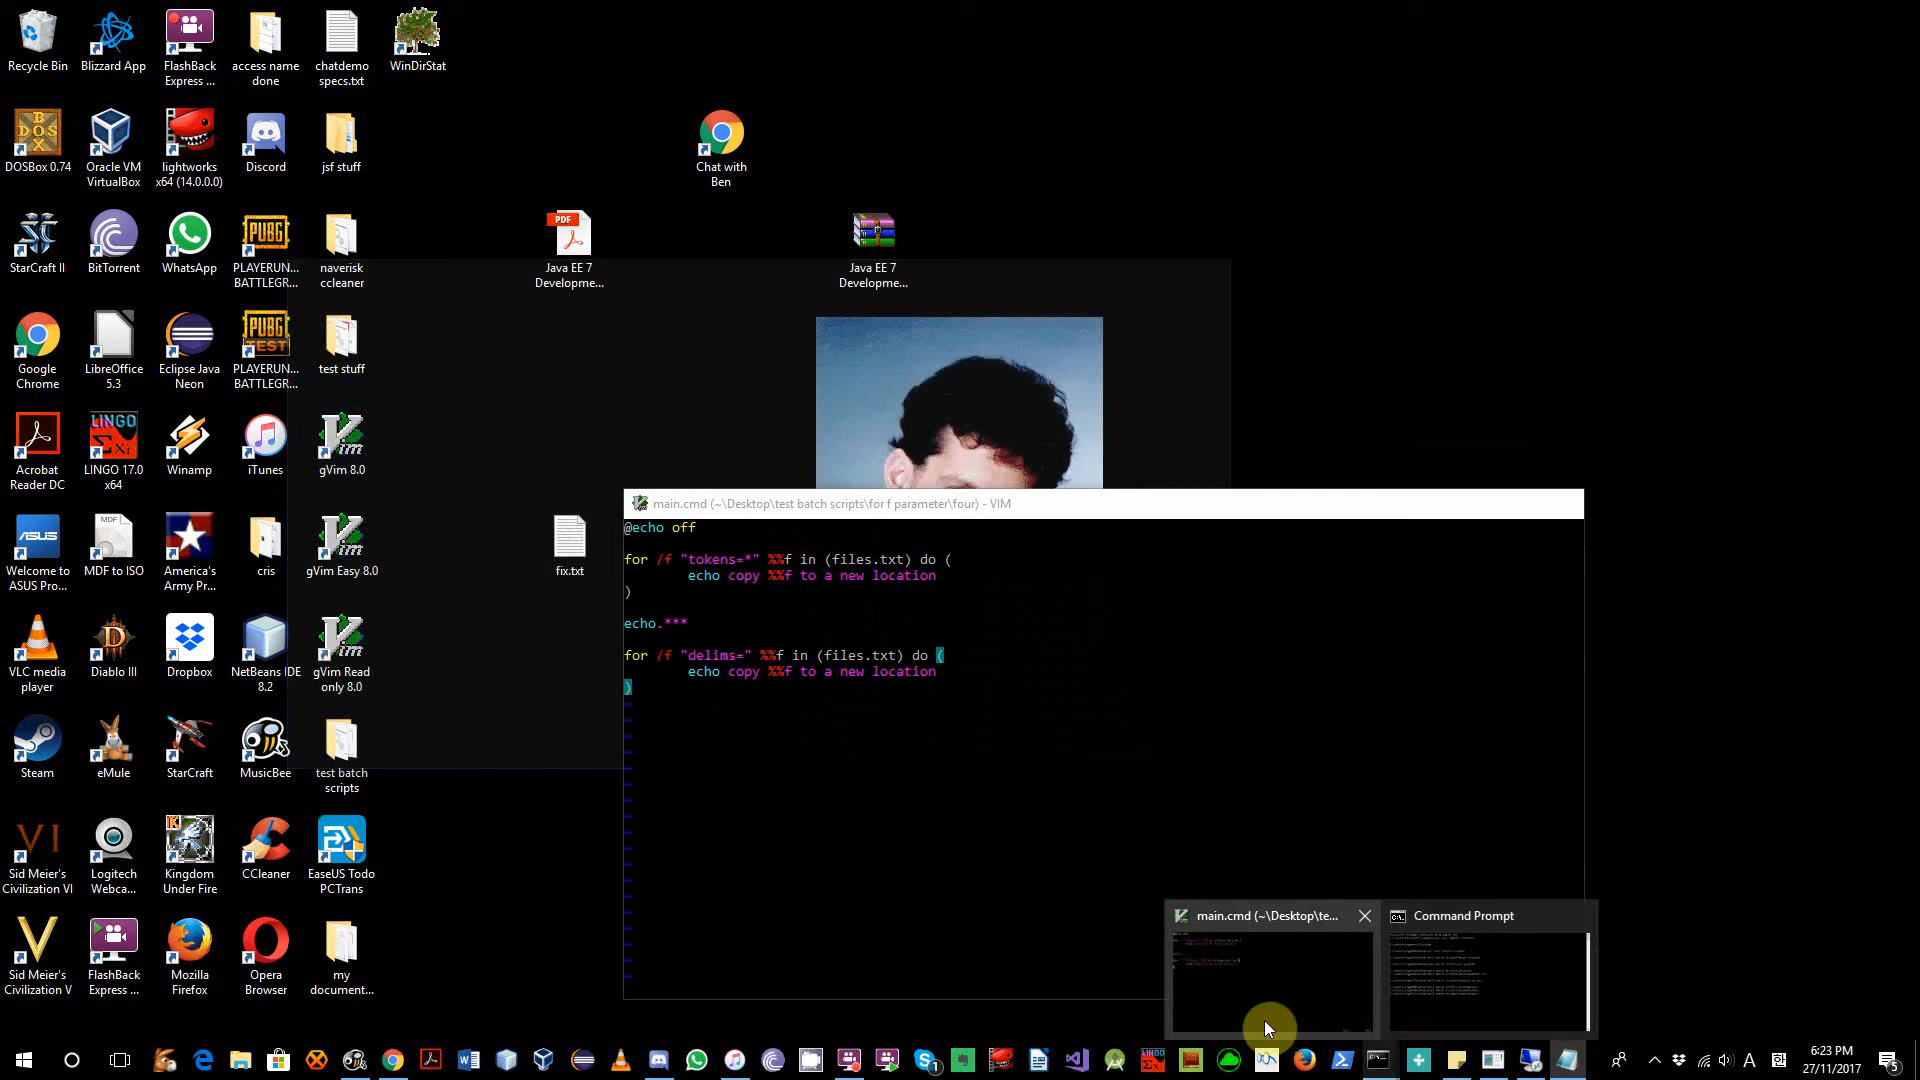 Recycle Bin
Blizzard App
FlashBack
Express ...
access name
done
chatdemo
specs.txt
WinDirStat
DOSBox 0.74
Oracle VM
VirtualBox
lightworks
x64 (14.0.0.0)
Discord
jsf stuff
Chat with
Ben
StarCraft II
BitTorrent
WhatsApp
PLAYERUN...
BATTLEGR...
naverisk
ccleaner
PDF
Java EE 7
Developme...
Java EE 7
Developme...
Google
Chrome
LibreOffice
5.3
Eclipse Java
Neon
PLAYERUN...
BATTLEGR...
test stuff
Acrobat
Reader DC
LINGO 17.0
x64
Winamp
iTunes
gVim 8.0
Welcome to
ASUS Pro...
MDF to ISO
America's
Army Pr...
cris
gVim Easy 8.0
fix.txt
VLC media
player
Diablo III
Dropbox
NetBeans IDE
8.2
gVim Read
only 8.0
Steam
eMule
StarCraft
MusicBee
test batch
scripts
Sid Meier's
Civilization VI
Logitech
Webca...
Kingdom
Under Fire
CCleaner
EaseUS Todo
PCTrans
Sid Meier's
Civilization V
FlashBack
Express ...
Mozilla
Firefox
Opera
Browser
my
document...
main.cmd (~\Desktop\test batch scripts\for f parameter\four) - VIM
@echo off
for /f "tokens=*" %%f in (files.txt) do (
echo copy %%f to a new location
)
echo.***
for /f "delims=" %%f in (files.txt) do (
echo copy %%f to a new location
)
main.cmd (~\Desktop\te...
Command Prompt
6:23 PM
27/11/2017